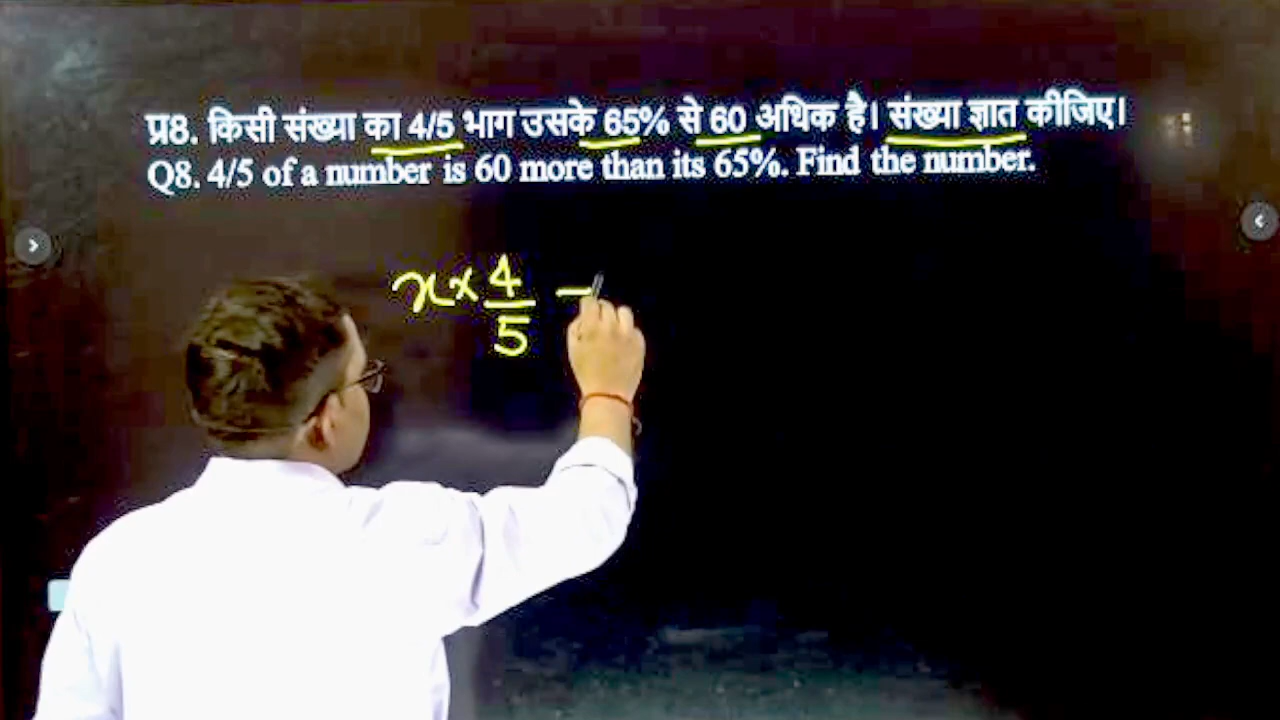 प्र8. किसी संख्या का 4/5 भाग उसके 65% से 60 अधिक है। संख्या ज्ञात कीजिए।
Q8. 4/5 of a number is 60 more than its 65%. Find the number.
x × 4/5 –